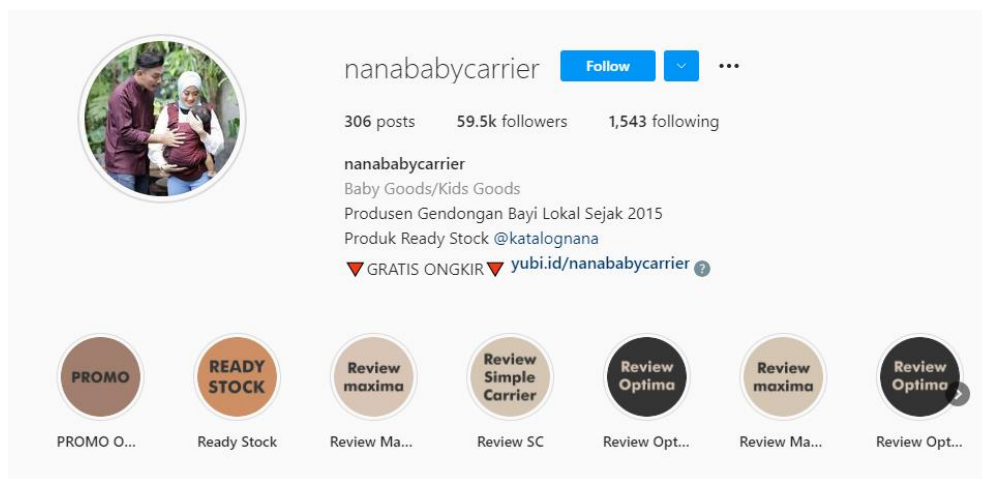 nanababycarrier Follow
306 posts 59.5k followers 1,543 following
nanababycarrier
Baby Goods/Kids Goods
Produsen Gendongan Bayi Lokal Sejak 2015
Produk Ready Stock @katalognana
🔻GRATIS ONGKIR🔻 yubi.id/nanababycarrier ?
PROMO
READY
STOCK
Review
maxima
Review
Simple
Carrier
Review
Optima
Review
maxima
Review
Optima
PROMO O... Ready Stock Review Ma... Review SC Review Opt... Review Ma... Review Opt...